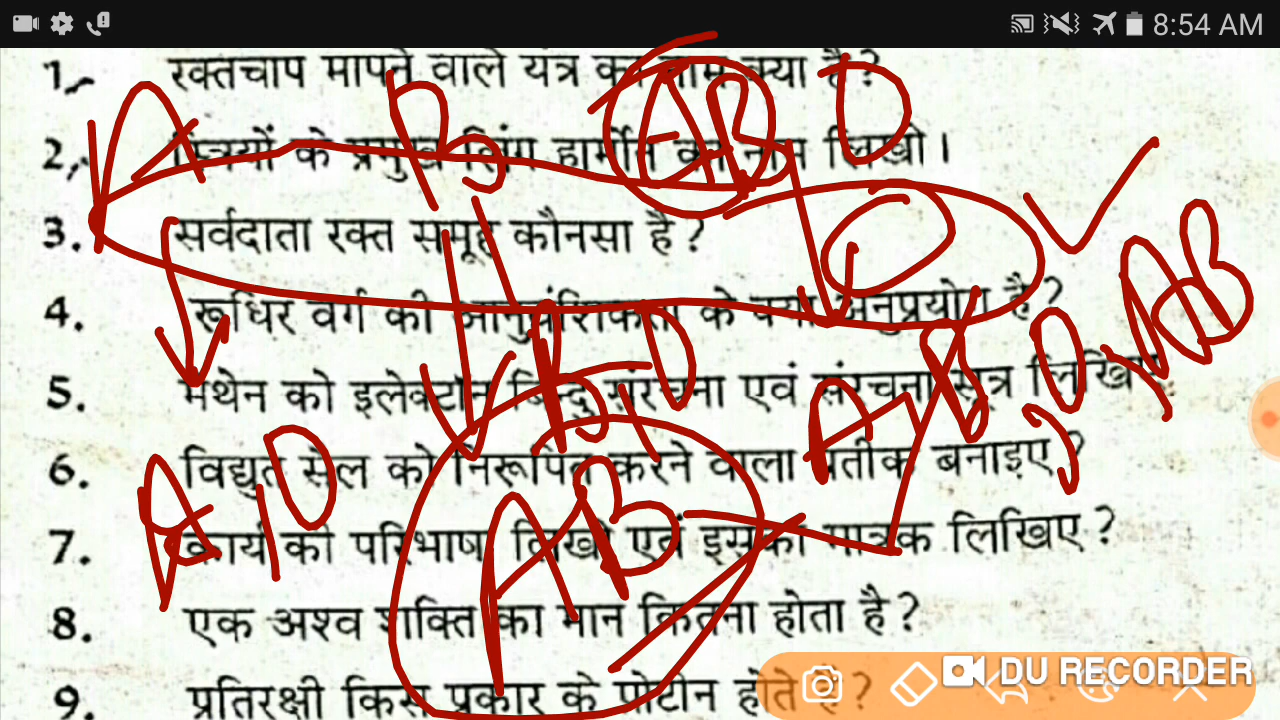 8:54 AM
1, रक्तचाप मापने वाले यंत्र का नाम क्या है?
2, स्त्रियों के प्रमुख लिंग हार्मोन का नाम लिखो।
3. सर्वदाता रक्त समूह कौनसा है?
4. रूधिर वर्ग की आनुवंशिकता के क्या अनुप्रयोग है?
5. मेथेन को इलेक्ट्रॉन बिन्दु संरचना एवं संरचना सूत्र लिखिए
6. विद्युत सेल को निरूपित करने वाला प्रतीक बनाइए?
7. कार्य की परिभाषा लिखो एवं इसका मात्रक लिखिए?
8. एक अश्व शक्ति का मान कितना होता है?
9. प्रतिरक्षी किस प्रकार के प्रोटीन होते हैं?
A B AB O
O
A B O
A, O AB A, B, O, AB
DU RECORDER